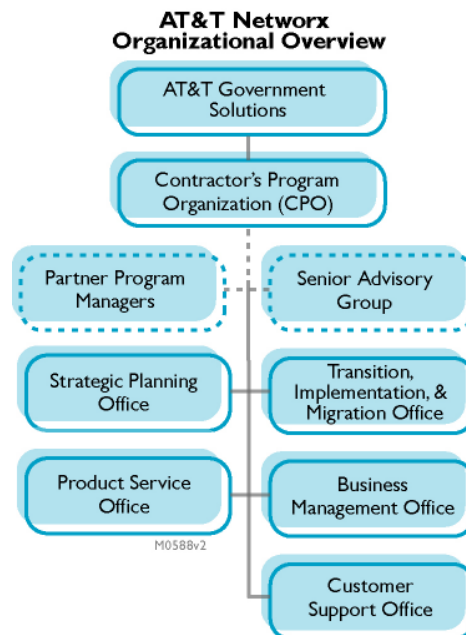 AT&T Networx
Organizational Overview
AT&T Government
Solutions
Contractor's Program
Organization (CPO)
Partner Program
Managers
Senior Advisory
Group
Strategic Planning
Office
Transition,
Implementation, &
Migration Office
Product Service
Office
Business
Management Office
M0588v2
Customer
Support Office